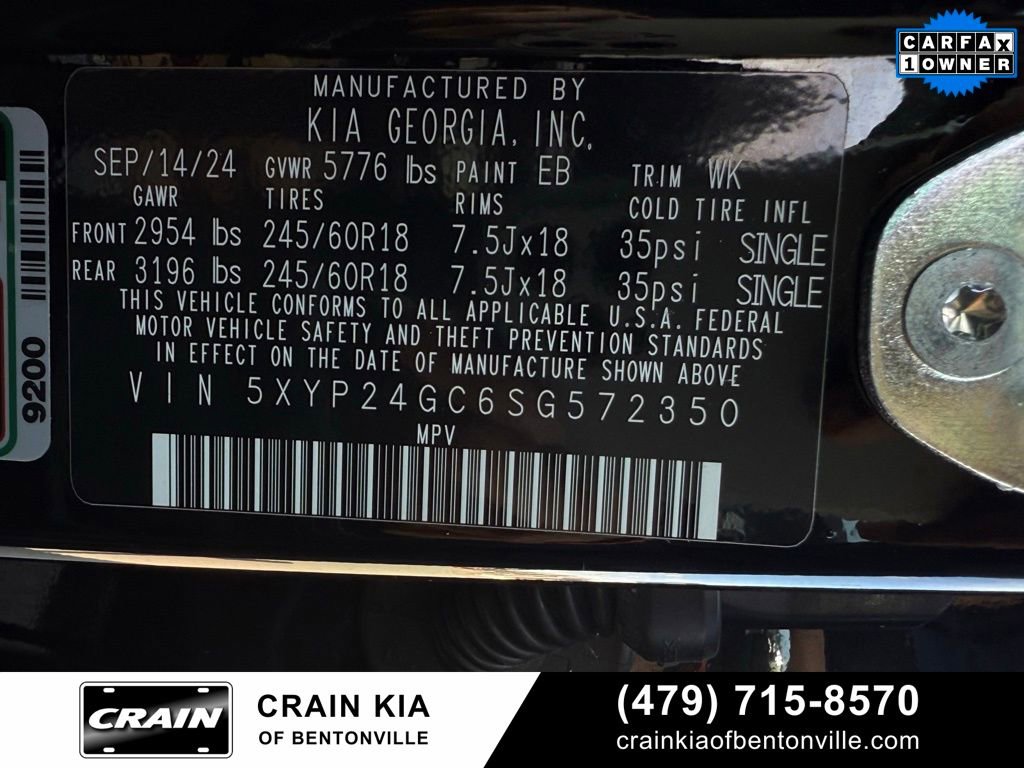 CARFAX
1 OWNER
MANUFACTURED BY
KIA GEORGIA, INC.
SEP/14/24 GVWR 5776 lbs PAINT EB TRIM WK
GAWR TIRES RIMS COLD TIRE INFL
FRONT 2954 lbs 245/60R18 7.5Jx18 35psi SINGLE
REAR 3196 lbs 245/60R18 7.5Jx18 35psi SINGLE
THIS VEHICLE CONFORMS TO ALL APPLICABLE U.S.A. FEDERAL
MOTOR VEHICLE SAFETY AND THEFT PREVENTION STANDARDS
IN EFFECT ON THE DATE OF MANUFACTURE SHOWN ABOVE
VIN 5XYP24GC6SG572350
MPV
9200
CRAIN
CRAIN KIA
OF BENTONVILLE
(479) 715-8570
crainkiaofbentonville.com